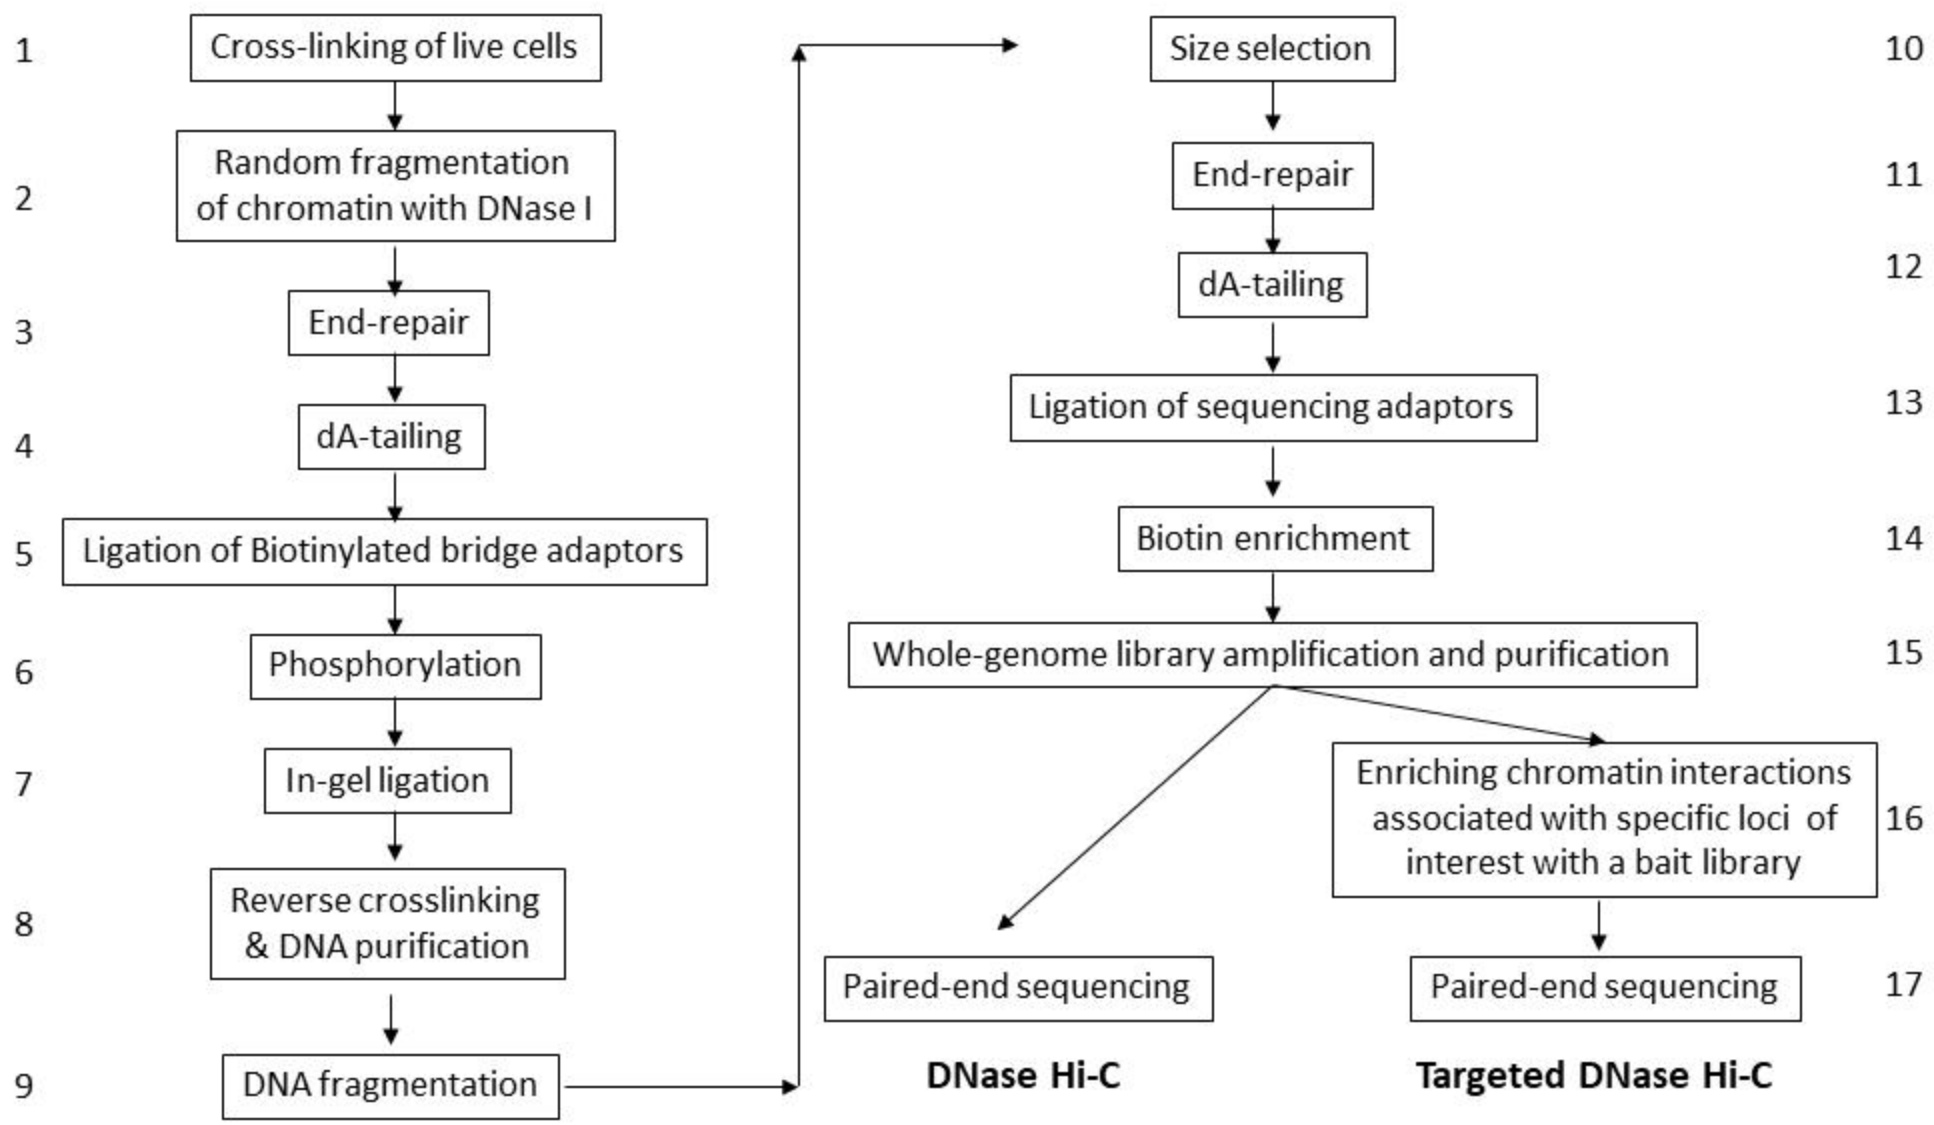 1
Cross-linking of live cells
2
Random fragmentation
of chromatin with DNase I
3
End-repair
4
dA-tailing
5
Ligation of Biotinylated bridge adaptors
6
Phosphorylation
7
In-gel ligation
8
Reverse crosslinking
& DNA purification
9
DNA fragmentation
Size selection
10
End-repair
11
dA-tailing
12
Ligation of sequencing adaptors
13
Biotin enrichment
14
Whole-genome library amplification and purification
15
Enriching chromatin interactions
associated with specific loci of
interest with a bait library
16
Paired-end sequencing
Paired-end sequencing
17
DNase Hi-C
Targeted DNase Hi-C